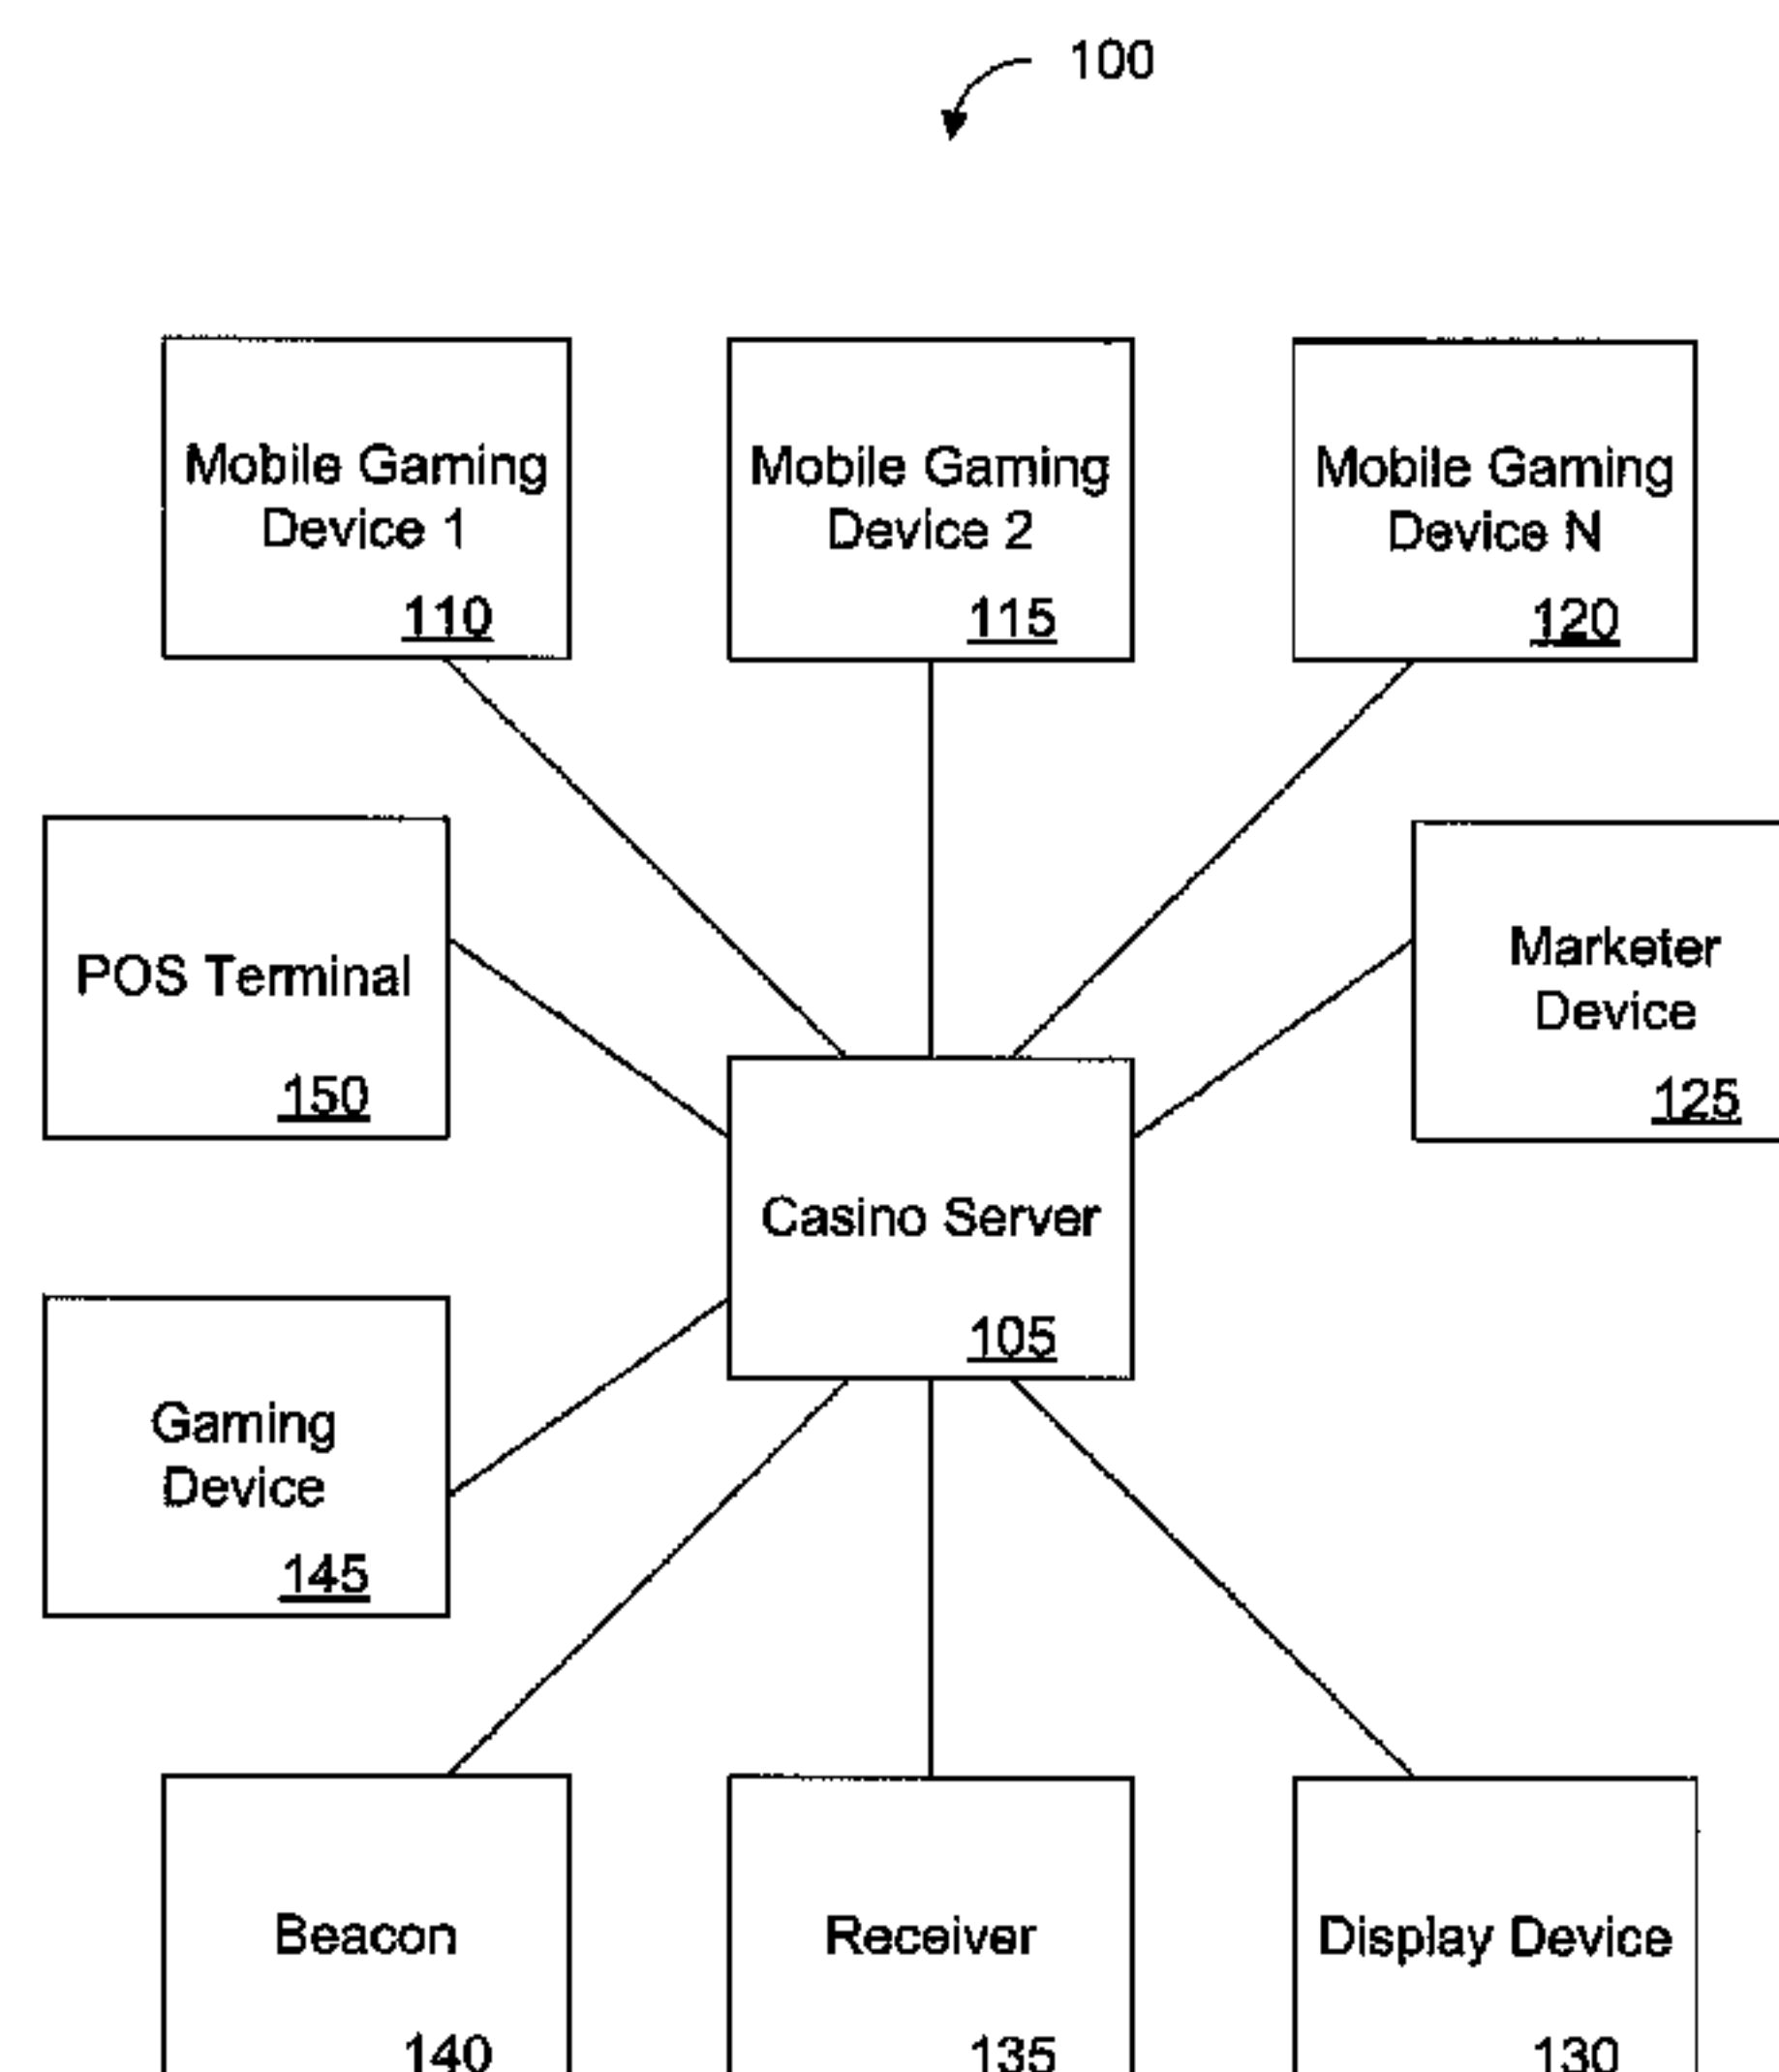 100
Mobile Gaming
Device 1
110
Mobile Gaming
Device 2
115
Mobile Gaming
Device N
120
POS Terminal
150
Marketer
Device
125
Casino Server
105
Gaming
Device
145
Beacon
140
Receiver
135
Display Device
130